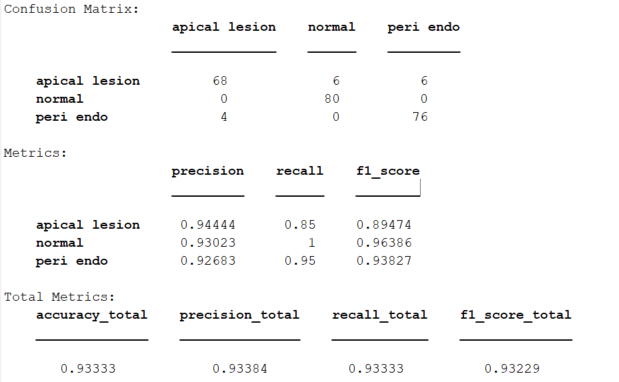 Confusion Matrix:
apical lesion normal peri endo
apical lesion 68 6 6
normal 0 80 0
peri endo 4 0 76
Metrics:
precision recall f1_score
apical lesion 0.94444 0.85 0.89474
normal 0.93023 1 0.96386
peri endo 0.92683 0.95 0.93827
Total Metrics:
accuracy_total precision_total recall_total f1_score_total
0.93333 0.93384 0.93333 0.93229